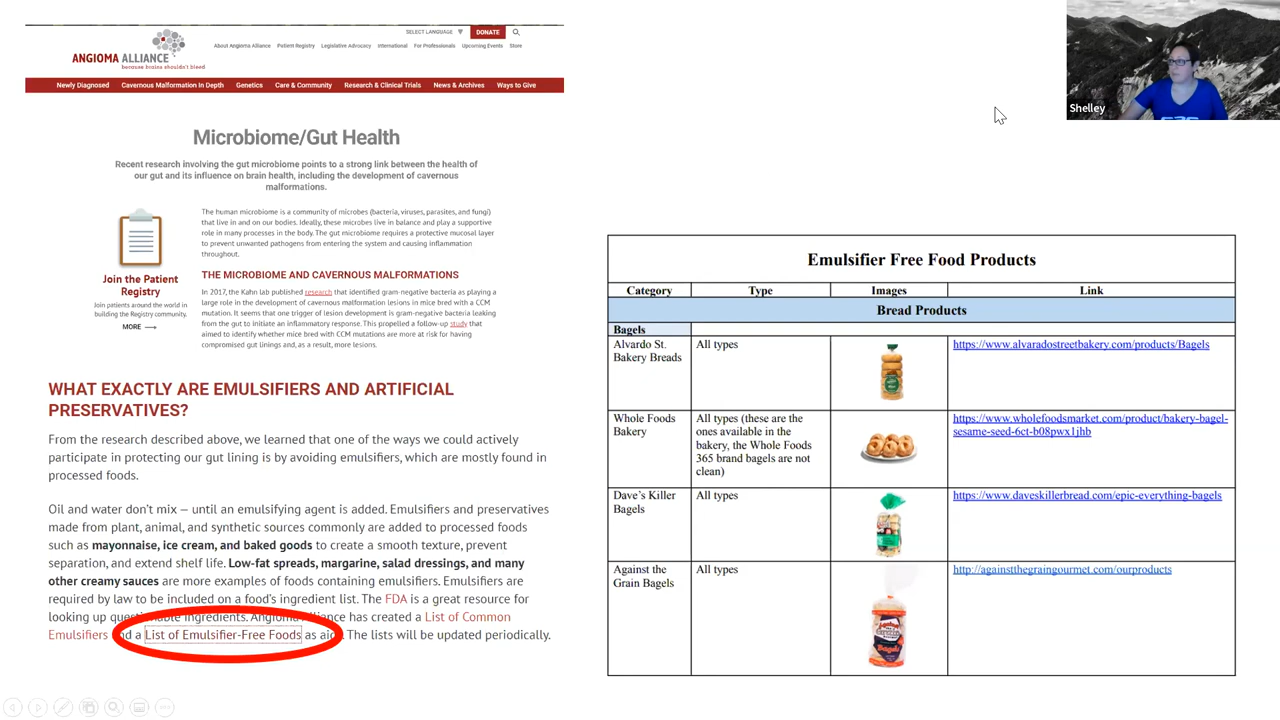 SELECT LANGUAGE
DONATE
ANGIOMA ALLIANCE
because brains shouldn't bleed
About Angioma Alliance
Patient Registry
Legislative Advocacy
International
For Professionals
Upcoming Events
Store
Newly Diagnosed
Cavernous Malformation In Depth
Genetics
Care & Community
Research & Clinical Trials
News & Archives
Ways to Give
Microbiome/Gut Health
Recent research involving the gut microbiome points to a strong link between the health of
our gut and its influence on brain health, including the development of cavernous
malformations.
Join the Patient
Registry
Join patients around the world in
building the Registry community.
MORE
The human microbiome is a community of microbes (bacteria, viruses, parasites, and fungi)
that live in and on our bodies. Ideally, these microbes live in balance and play a supportive
role in many processes in the body. The gut microbiome requires a protective mucosal layer
to prevent unwanted pathogens from entering the system and causing inflammation
throughout.
THE MICROBIOME AND CAVERNOUS MALFORMATIONS
In 2017, the Kahn lab published research that identified gram-negative bacteria as playing a
large role in the development of cavernous malformation lesions in mice bred with a CCM
mutation. It seems that one trigger of lesion development is gram-negative bacteria leaking
from the gut to initiate an inflammatory response. This propelled a follow-up study that
aimed to identify whether mice bred with CCM mutations are more at risk for having
compromised gut linings and, as a result, more lesions.
WHAT EXACTLY ARE EMULSIFIERS AND ARTIFICIAL
PRESERVATIVES?
From the research described above, we learned that one of the ways we could actively
participate in protecting our gut lining is by avoiding emulsifiers, which are mostly found in
processed foods.
Oil and water don't mix — until an emulsifying agent is added. Emulsifiers and preservatives
made from plant, animal, and synthetic sources commonly are added to processed foods
such as mayonnaise, ice cream, and baked goods to create a smooth texture, prevent
separation, and extend shelf life. Low-fat spreads, margarine, salad dressings, and many
other creamy sauces are more examples of foods containing emulsifiers. Emulsifiers are
required by law to be included on a food's ingredient list. The FDA is a great resource for
looking up questionable ingredients. Angioma Alliance has created a List of Common
Emulsifiers and a List of Emulsifier-Free Foods as aids. The lists will be updated periodically.
Shelley
Emulsifier Free Food Products
Category
Type
Images
Link
Bread Products
Bagels
Alvardo St.
Bakery Breads
All types
https://www.alvaradostreetbakery.com/products/Bagels
Whole Foods
Bakery
All types (these are the
ones available in the
bakery, the Whole Foods
365 brand bagels are not
clean)
https://www.wholefoodsmarket.com/product/bakery-bagel-
sesame-seed-6ct-b08pwx1jhb
Dave's Killer
Bagels
All types
https://www.daveskillerbread.com/epic-everything-bagels
Against the
Grain Bagels
All types
http://againstthegraingourmet.com/ourproducts
Bagels